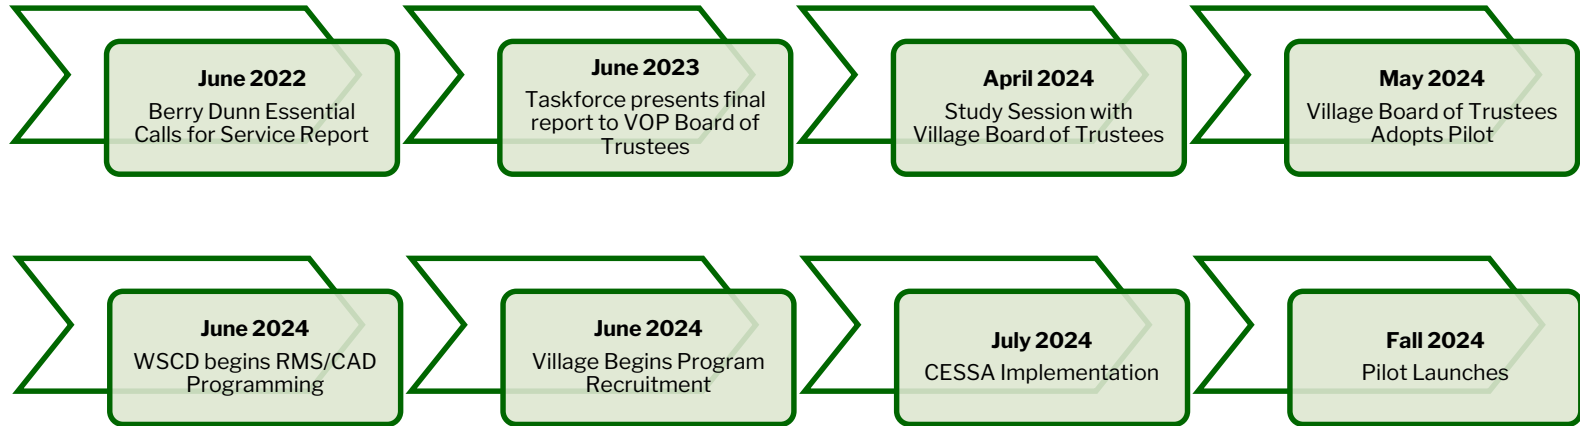 June 2022
Berry Dunn Essential
Calls for Service Report
June 2023
Taskforce presents final
report to VOP Board of
Trustees
April 2024
Study Session with
Village Board of Trustees
May 2024
Village Board of Trustees
Adopts Pilot
June 2024
WSCD begins RMS/CAD
Programming
June 2024
Village Begins Program
Recruitment
July 2024
CESSA Implementation
Fall 2024
Pilot Launches